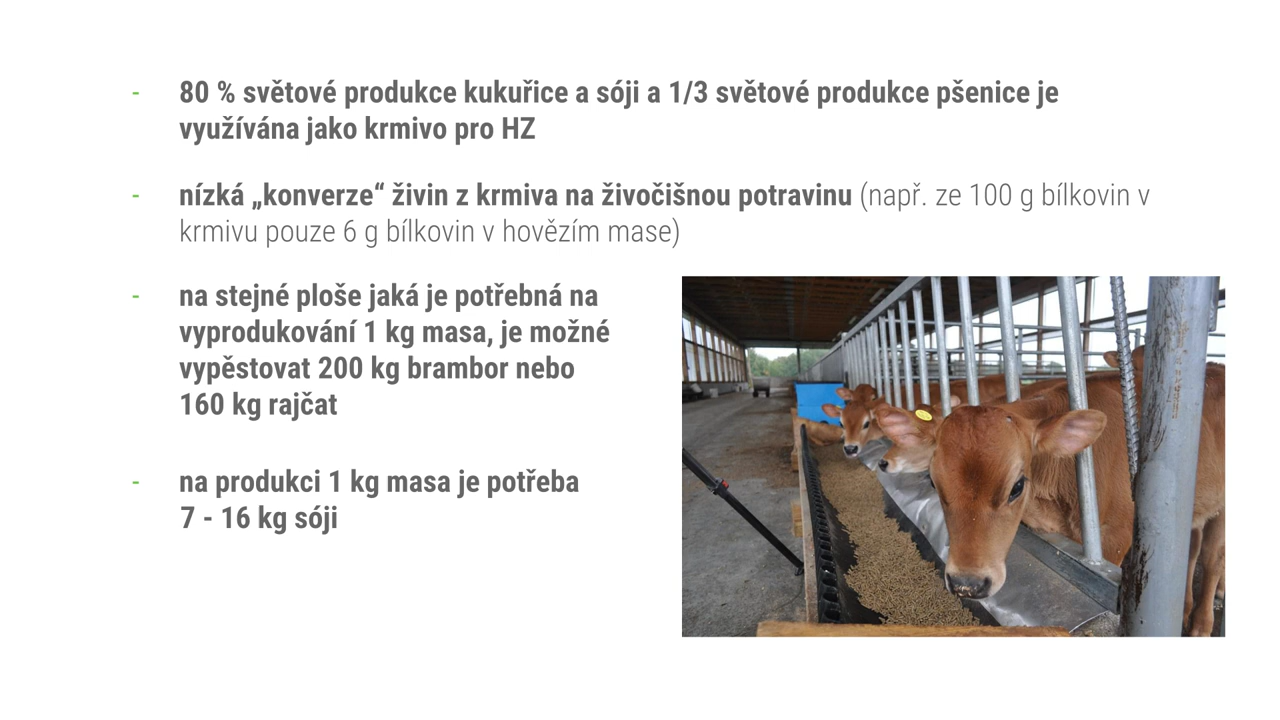 - 80 % světové produkce kukuřice a sóji a 1/3 světové produkce pšenice je
využívána jako krmivo pro HZ
- nízká „konverze“ živin z krmiva na živočišnou potravinu (např. ze 100 g bílkovin v
krmivu pouze 6 g bílkovin v hovězím mase)
- na stejné ploše jaká je potřebná na
vyprodukování 1 kg masa, je možné
vypěstovat 200 kg brambor nebo
160 kg rajčat
- na produkci 1 kg masa je potřeba
7 - 16 kg sóji